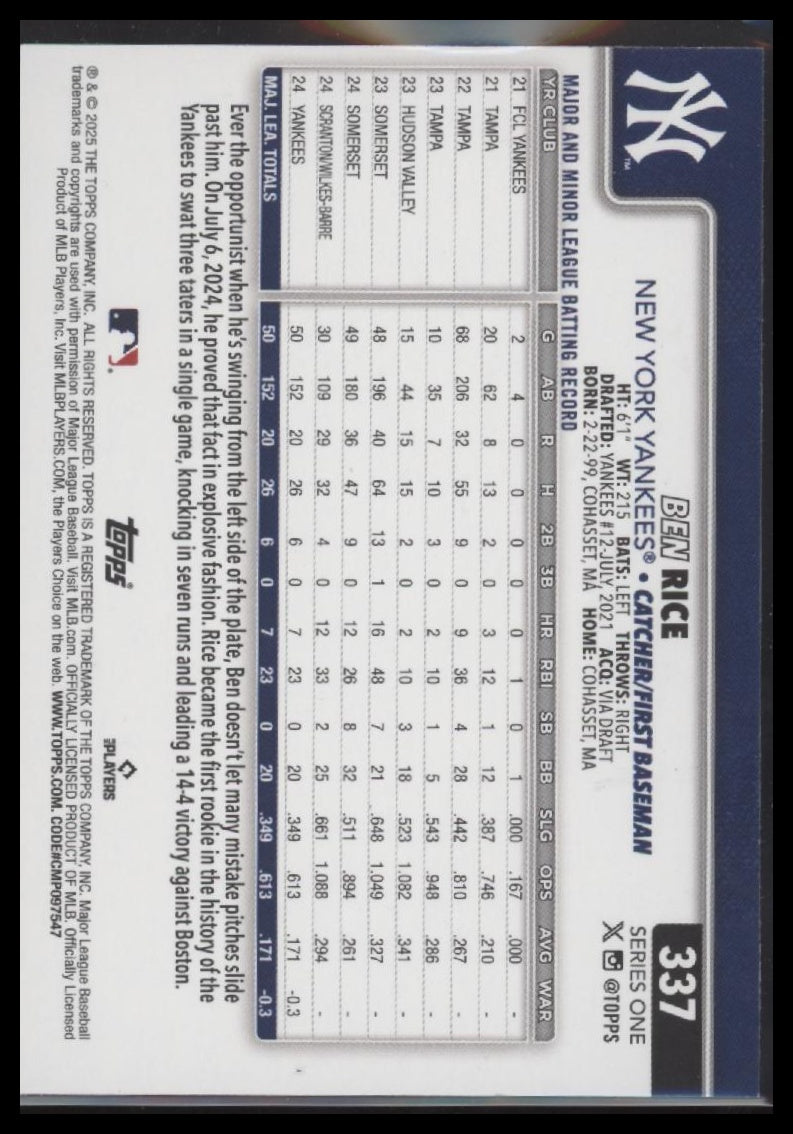 337
SERIES ONE
@TOPPS
BEN RICE
NEW YORK YANKEES® • CATCHER/FIRST BASEMAN
HT: 6'1" WT: 215 BATS: LEFT THROWS: RIGHT
DRAFTED: YANKEES #12-JULY, 2021 ACQ: VIA DRAFT
BORN: 2-22-99, COHASSET, MA HOME: COHASSET, MA
NY
TM
MAJOR AND MINOR LEAGUE BATTING RECORD
YR CLUB G AB R H 2B 3B HR RBI SB BB SLG OPS AVG WAR
21 FCL YANKEES 2 4 0 0 0 0 0 1 0 1 .000 .167 .000 -
21 TAMPA 20 62 8 13 2 0 3 12 1 12 .387 .746 .210 -
22 TAMPA 68 206 32 55 9 0 9 36 4 28 .442 .810 .267 -
23 TAMPA 10 35 7 10 3 0 2 10 1 5 .543 .948 .286 -
23 HUDSON VALLEY 15 44 15 15 2 0 2 10 3 18 .523 1.082 .341 -
23 SOMERSET 48 196 40 64 13 1 16 48 7 21 .648 1.049 .327 -
24 SOMERSET 49 180 36 47 9 0 12 26 8 32 .511 .894 .261 -
24 SCRANTON/WILKES-BARRE 30 109 29 32 4 0 12 33 2 25 .661 1.088 .294 -
24 YANKEES 50 152 20 26 6 0 7 23 0 20 .349 .613 .171 -0.3
MAJ. LEA. TOTALS 50 152 20 26 6 0 7 23 0 20 .349 .613 .171 -0.3
Ever the opportunist when he's swinging from the left side of the plate, Ben doesn't let many mistake pitches slide
past him. On July 6, 2024, he proved that fact in explosive fashion. Rice became the first rookie in the history of the
Yankees to swat three taters in a single game, knocking in seven runs and leading a 14-4 victory against Boston.
topps®
PLAYERS
® & © 2025 THE TOPPS COMPANY, INC. ALL RIGHTS RESERVED. TOPPS IS A REGISTERED TRADEMARK OF THE TOPPS COMPANY, INC. Major League Baseball
trademarks and copyrights are used with permission of Major League Baseball. Visit MLB.com. OFFICIALLY LICENSED PRODUCT OF MLB. Officially Licensed
Product of MLB Players, Inc. Visit MLBPLAYERS.COM, the Players Choice on the web. WWW.TOPPS.COM. CODE#CMP097547